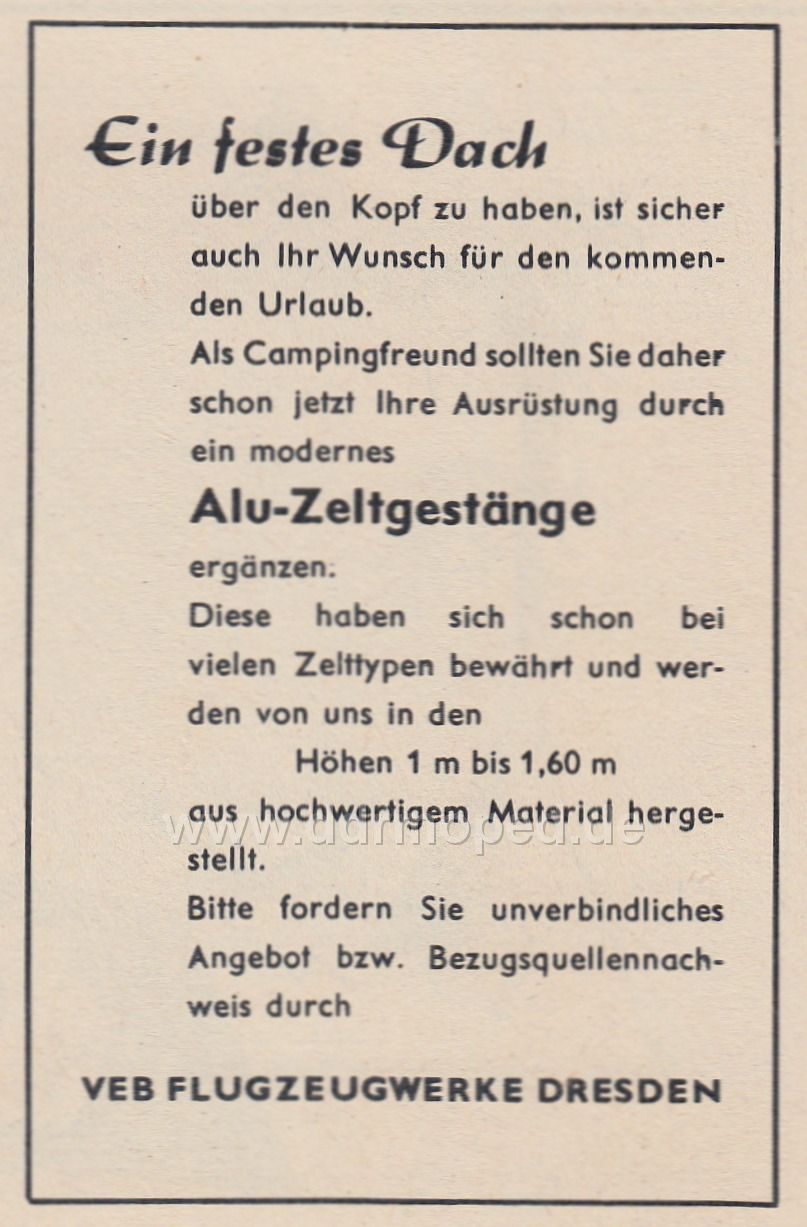 Ein festes Dach
über den Kopf zu haben, ist sicher
auch Ihr Wunsch für den kommen-
den Urlaub.
Als Campingfreund sollten Sie daher
schon jetzt Ihre Ausrüstung durch
ein modernes
Alu-Zeltgestänge
ergänzen.
Diese haben sich schon bei
vielen Zelttypen bewährt und wer-
den von uns in den
Höhen 1 m bis 1,60 m
aus hochwertigem Material herge-
www.ddrmoped.de
stellt.
Bitte fordern Sie unverbindliches
Angebot bzw. Bezugsquellennach-
weis durch
VEB FLUGZEUGWERKE DRESDEN